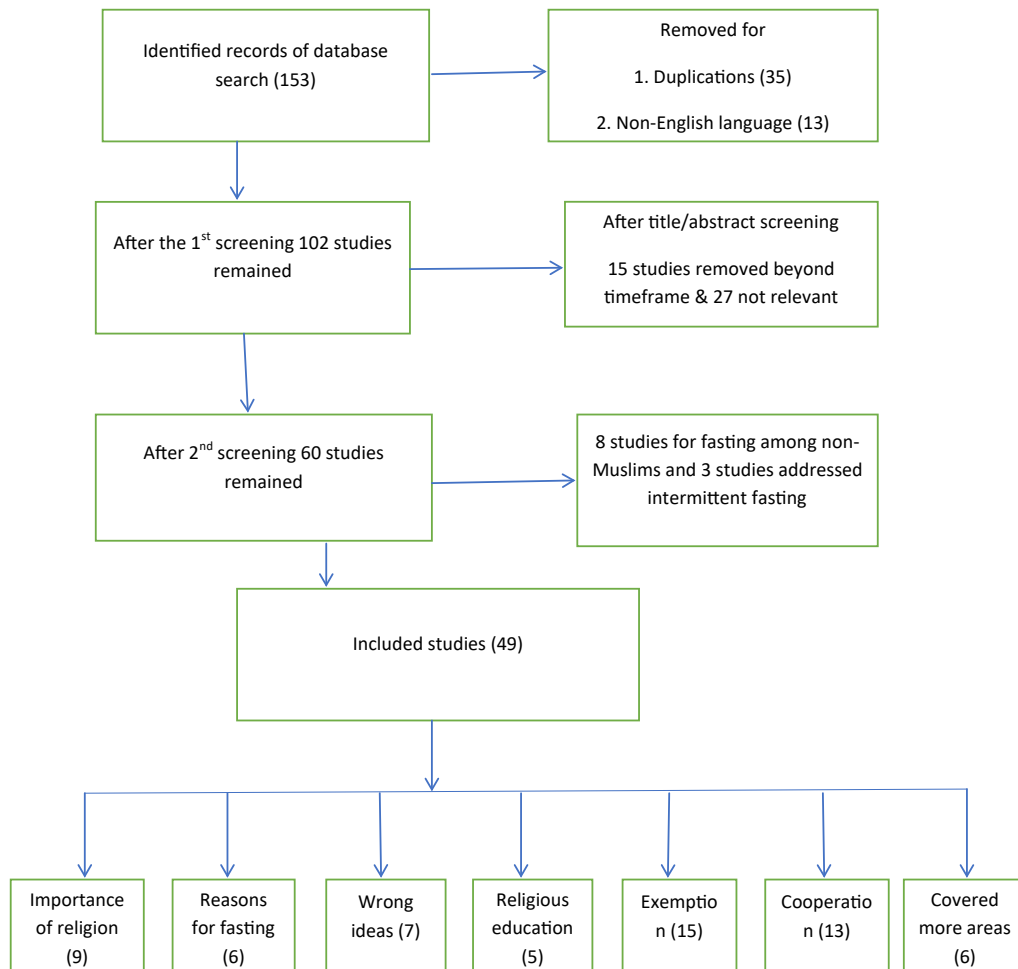 Identified records of database
search (153)
Removed for
1. Duplications (35)
2. Non-English language (13)
After the 1st screening 102 studies
remained
After title/abstract screening
15 studies removed beyond
timeframe & 27 not relevant
After 2nd screening 60 studies
remained
8 studies for fasting among non-
Muslims and 3 studies addressed
intermittent fasting
Included studies (49)
Importance
of religion
(9)
Reasons
for fasting
(6)
Wrong
ideas (7)
Religious
education
(5)
Exemptio
n (15)
Cooperatio
n (13)
Covered
more areas
(6)